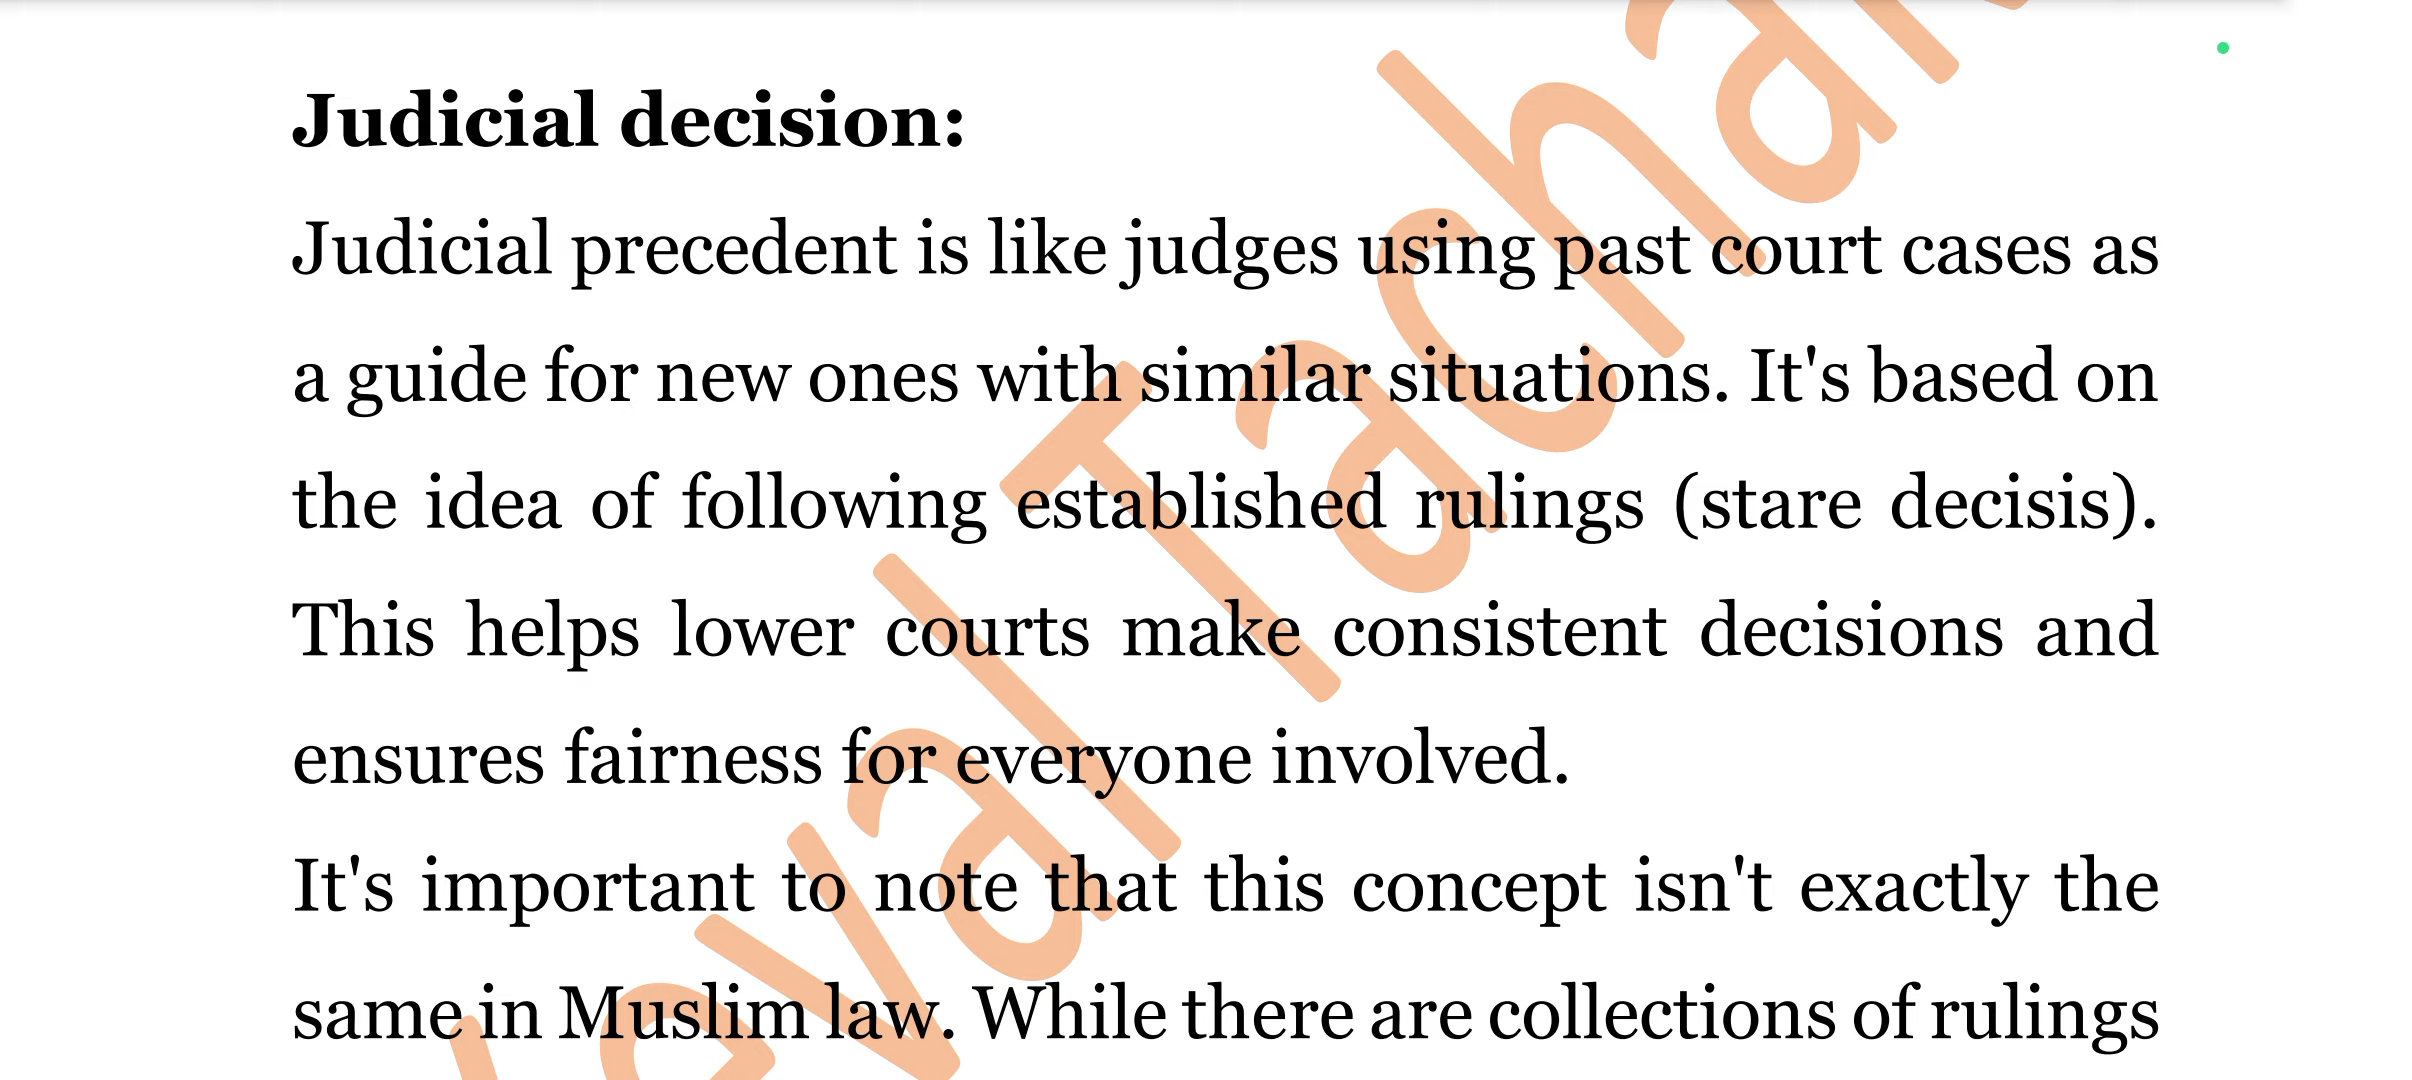 Judicial decision:
Judicial precedent is like judges using past court cases as
a guide for new ones with similar situations. It's based on
the idea of following established rulings (stare decisis).
This helps lower courts make consistent decisions and
ensures fairness for everyone involved.
It's important to note that this concept isn't exactly the
same in Muslim law. While there are collections of rulings